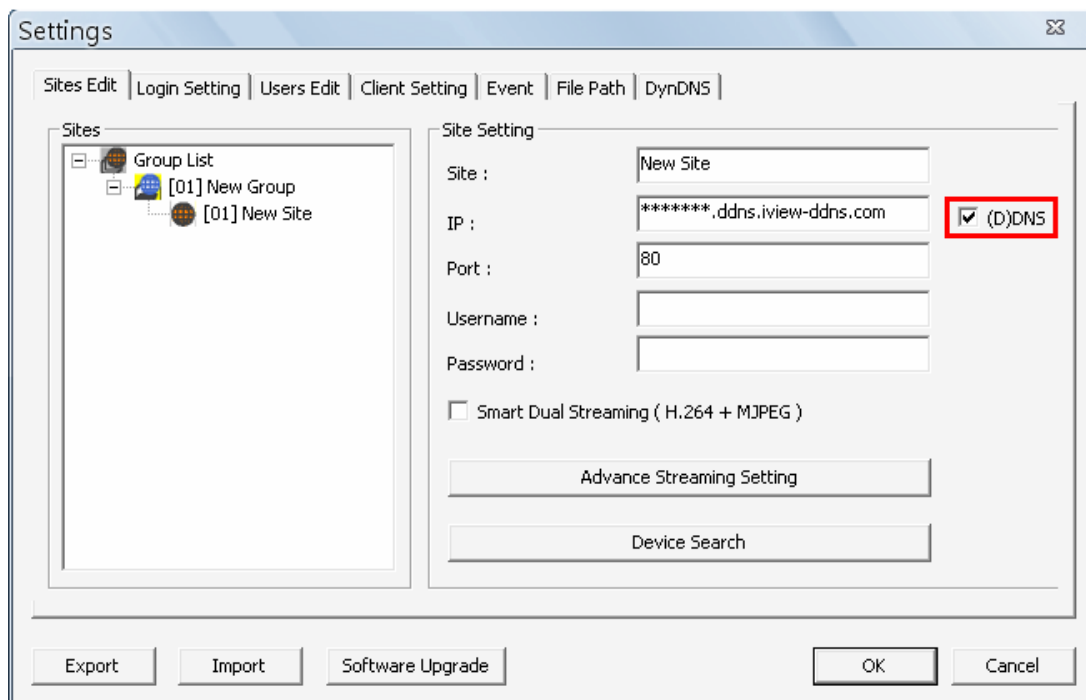 Settings
Sites Edit Login Setting Users Edit Client Setting Event File Path DynDNS
Sites
Group List
[01] New Group
[01] New Site
Site Setting
Site : New Site
IP : *******.ddns.iview-ddns.com (D)DNS
Port : 80
Username :
Password :
Smart Dual Streaming ( H.264 + MJPEG )
Advance Streaming Setting
Device Search
Export Import Software Upgrade OK Cancel